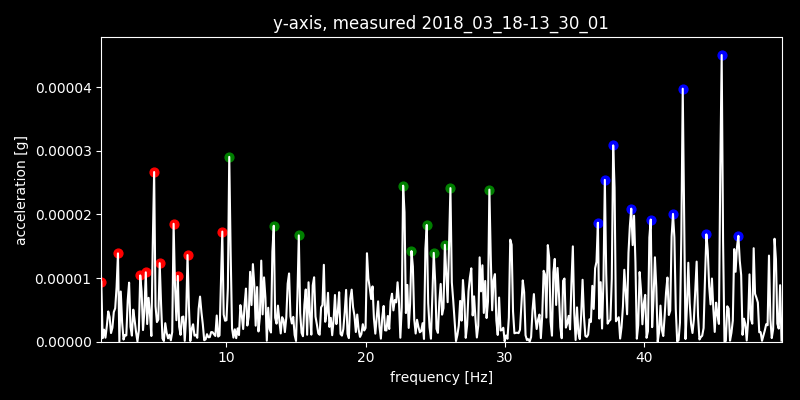 y-axis, measured 2018_03_18-13_30_01
acceleration [g]
0.00004
0.00003
0.00002
0.00001
0.00000
10 20 30 40
frequency [Hz]